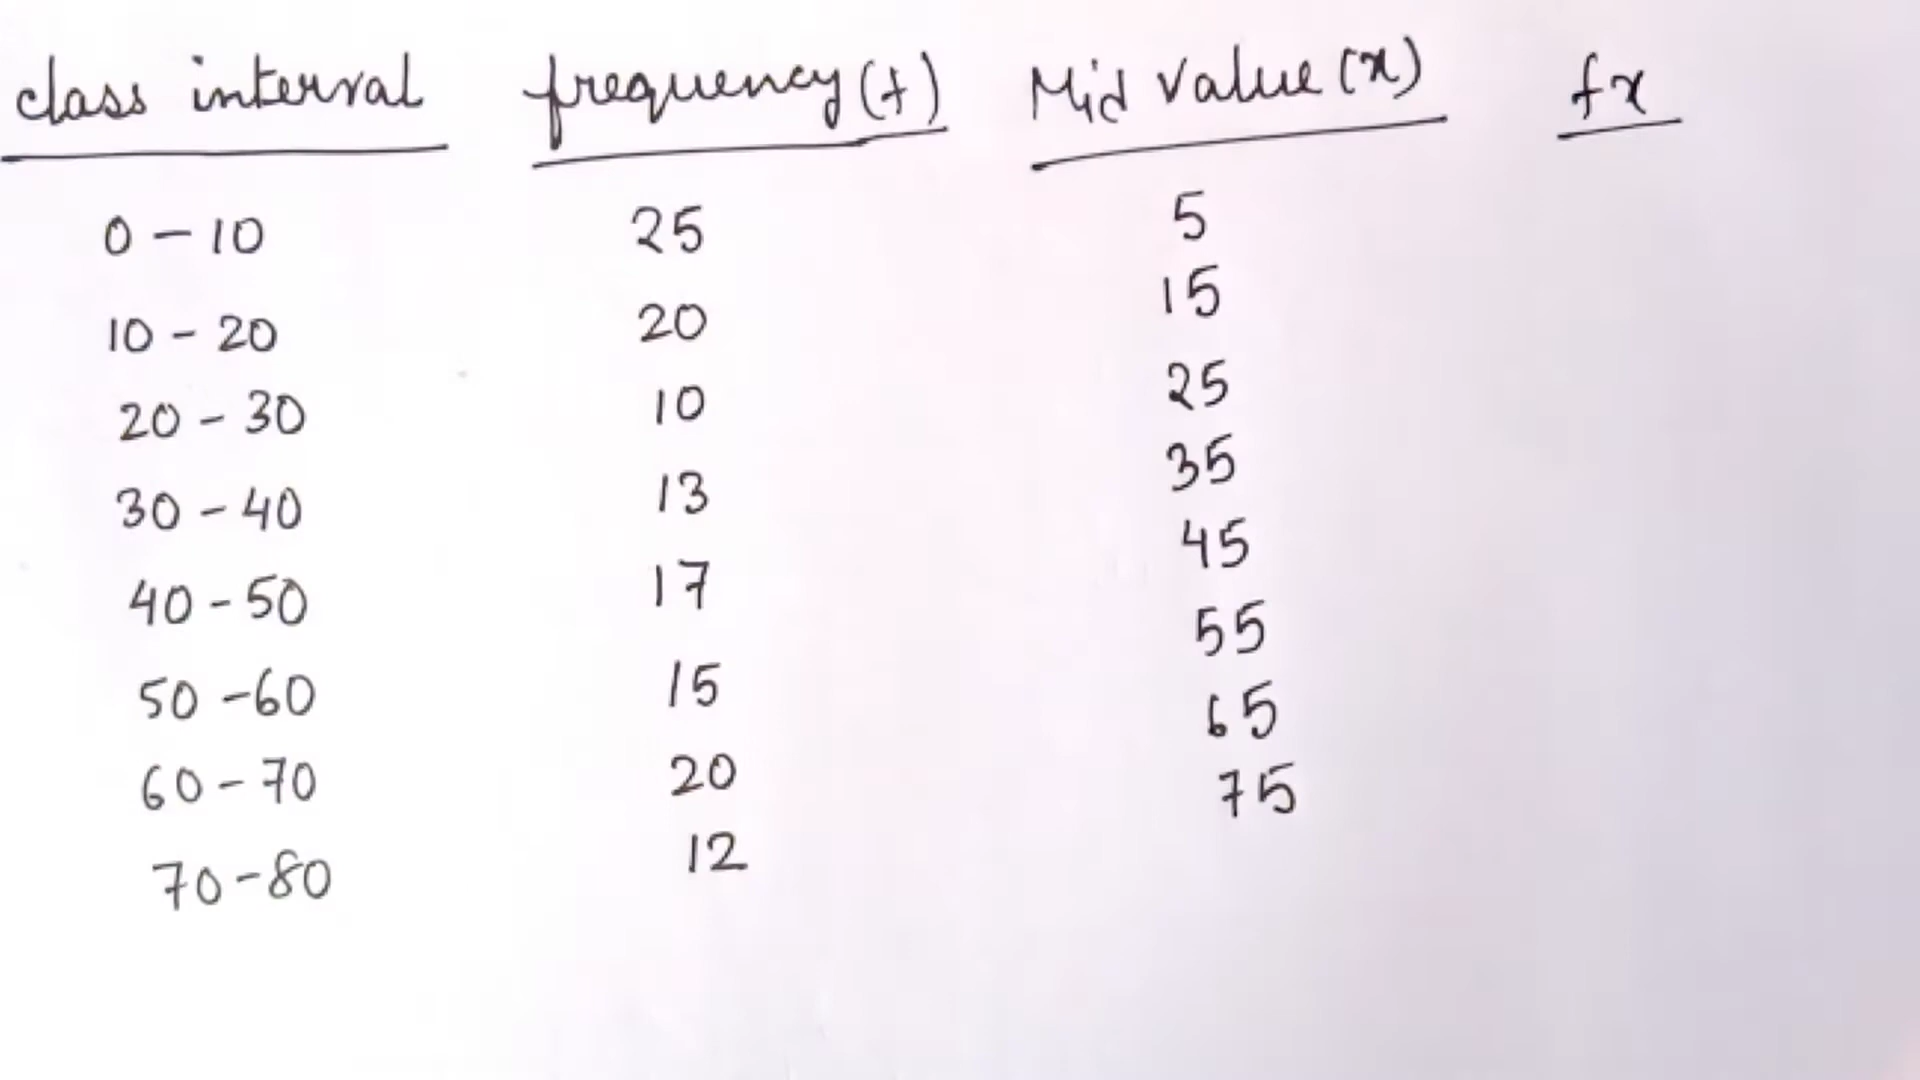 class interval frequency (f) Mid value (x) fx
0-10 25 5
10-20 20 15
20-30 10 25
30-40 13 35
40-50 17 45
50-60 15 55
60-70 20 65
70-80 12 75